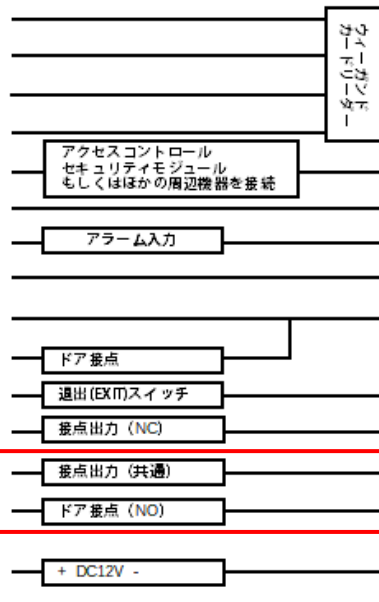 ウィーガンド
カードリーダー
アクセスコントロール
セキュリティモジュール
もしくはほかの周辺機器を接続
アラーム入力
ドア接点
退出(EXIT)スイッチ
接点出力（NC）
接点出力（共通）
ドア接点（NO）
+ DC12V -